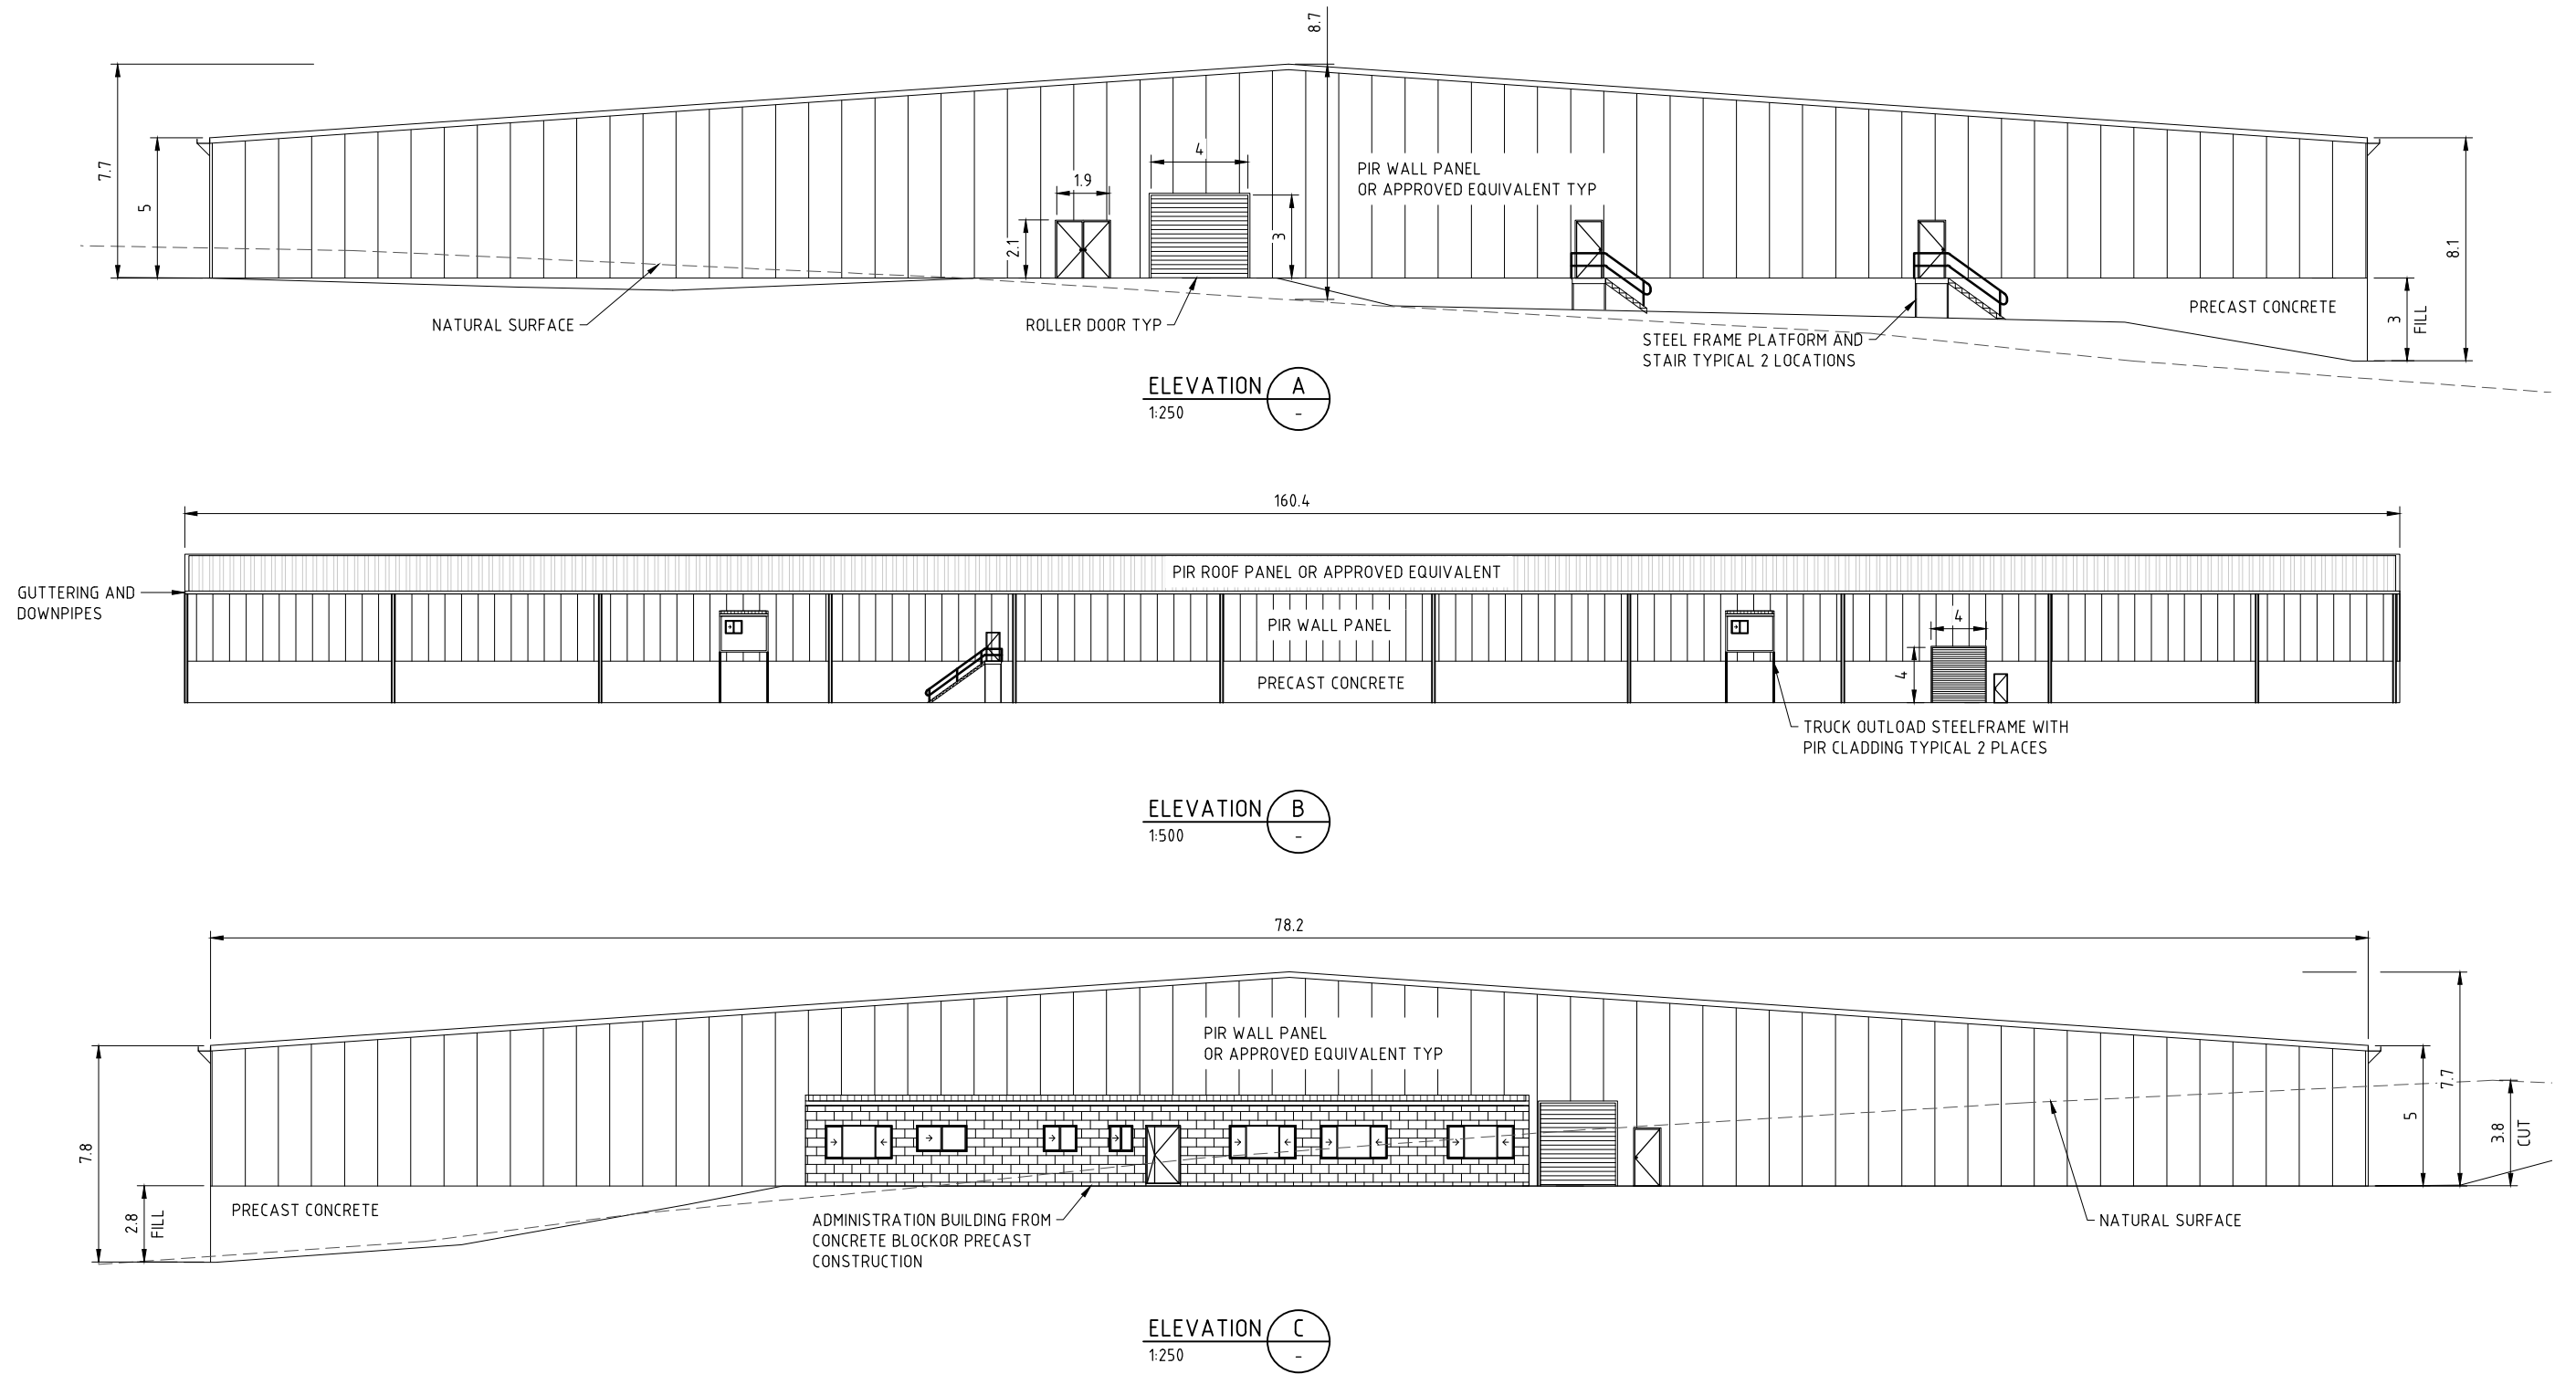 8.7
7.7
5
4
1.9
2.1
3
PIR WALL PANEL
OR APPROVED EQUIVALENT TYP
8.1
PRECAST CONCRETE
3
FILL
NATURAL SURFACE
ROLLER DOOR TYP
STEEL FRAME PLATFORM AND
STAIR TYPICAL 2 LOCATIONS
ELEVATION A
1:250 -
160.4
PIR ROOF PANEL OR APPROVED EQUIVALENT
GUTTERING AND
DOWNPIPES
PIR WALL PANEL
4
4
PRECAST CONCRETE
TRUCK OUTLOAD STEELFRAME WITH
PIR CLADDING TYPICAL 2 PLACES
ELEVATION B
1:500 -
78.2
PIR WALL PANEL
OR APPROVED EQUIVALENT TYP
7.7
5
3.8
CUT
7.8
2.8
FILL
PRECAST CONCRETE
ADMINISTRATION BUILDING FROM
CONCRETE BLOCKOR PRECAST
CONSTRUCTION
NATURAL SURFACE
ELEVATION C
1:250 -